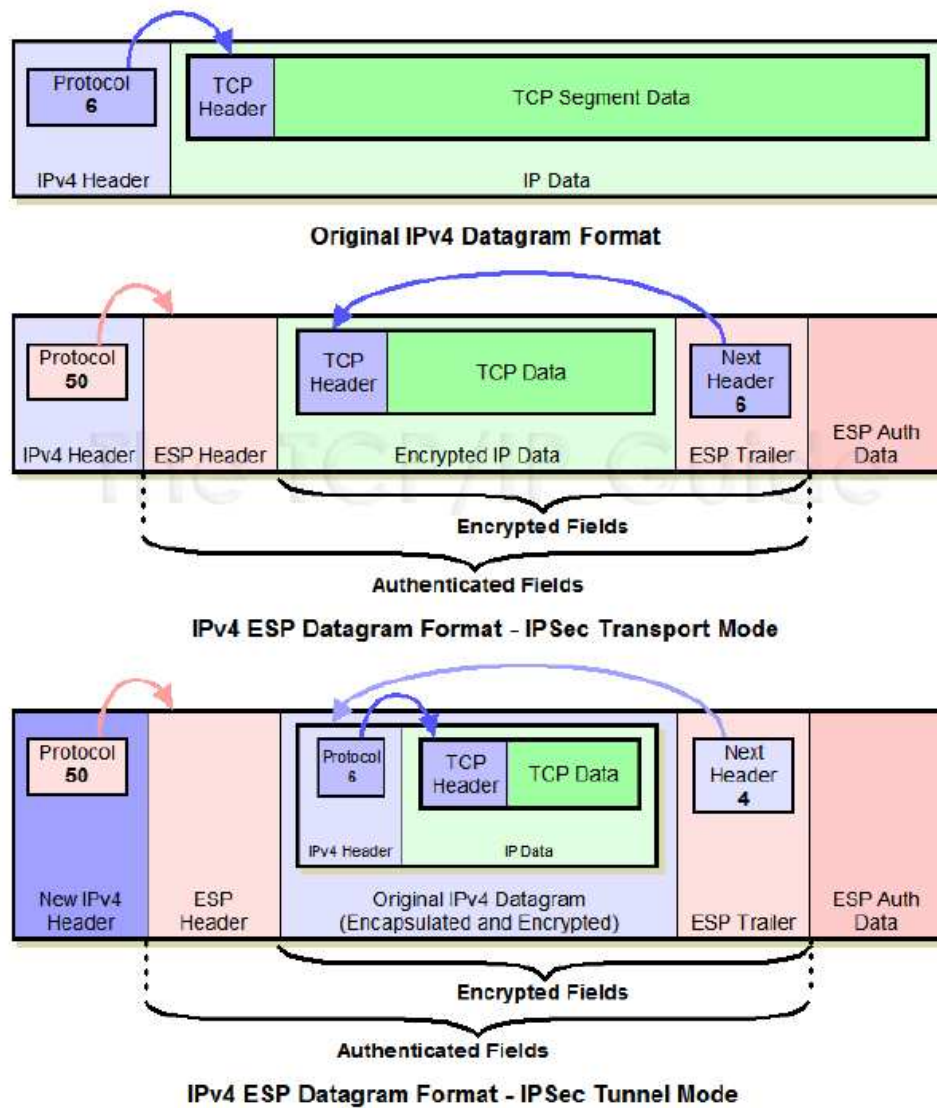 Protocol
6
TCP
Header
TCP Segment Data
IPv4 Header
IP Data
Original IPv4 Datagram Format
Protocol
50
TCP
Header
TCP Data
Next
Header
6
IPv4 Header
ESP Header
Encrypted IP Data
ESP Trailer
ESP Auth
Data
The TCP/IP Guide
Encrypted Fields
Authenticated Fields
IPv4 ESP Datagram Format - IPSec Transport Mode
Protocol
50
Protocol
6
TCP
Header
TCP Data
Next
Header
4
IPv4 Header
IP Data
New IPv4
Header
ESP
Header
Original IPv4 Datagram
(Encapsulated and Encrypted)
ESP Trailer
ESP Auth
Data
Encrypted Fields
Authenticated Fields
IPv4 ESP Datagram Format - IPSec Tunnel Mode